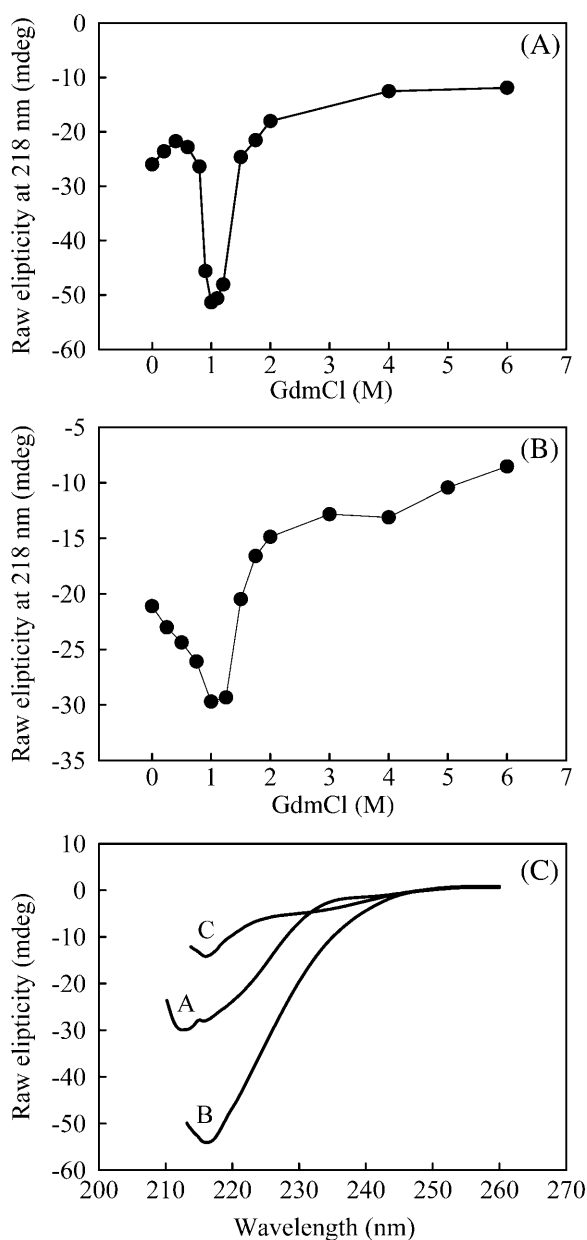 (A)
Raw elipticity at 218 nm (mdeg)
0
-10
-20
-30
-40
-50
-60
0 1 2 3 4 5 6 7
GdmCl (M)
(B)
Raw elipticity at 218 nm (mdeg)
-5
-10
-15
-20
-25
-30
-35
0 1 2 3 4 5 6 7
GdmCl (M)
(C)
Raw elipticity (mdeg)
10
0
-10
-20
-30
-40
-50
-60
C
A
B
200 210 220 230 240 250 260 270
Wavelength (nm)